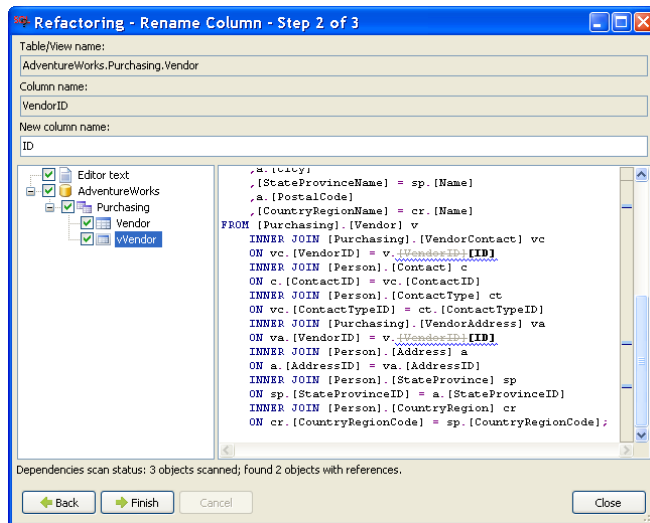 Refactoring - Rename Column - Step 2 of 3
Table/View name:
AdventureWorks.Purchasing.Vendor
Column name:
VendorID
New column name:
ID
Editor text
AdventureWorks
Purchasing
Vendor
vVendor
,a.[City]
,[StateProvinceName] = sp.[Name]
,a.[PostalCode]
,[CountryRegionName] = cr.[Name]
FROM [Purchasing].[Vendor] v
INNER JOIN [Purchasing].[VendorContact] vc
ON vc.[VendorID] = v.[VendorID][ID]
INNER JOIN [Person].[Contact] c
ON c.[ContactID] = vc.[ContactID]
INNER JOIN [Person].[ContactType] ct
ON vc.[ContactTypeID] = ct.[ContactTypeID]
INNER JOIN [Purchasing].[VendorAddress] va
ON va.[VendorID] = v.[VendorID][ID]
INNER JOIN [Person].[Address] a
ON a.[AddressID] = va.[AddressID]
INNER JOIN [Person].[StateProvince] sp
ON sp.[StateProvinceID] = a.[StateProvinceID]
INNER JOIN [Person].[CountryRegion] cr
ON cr.[CountryRegionCode] = sp.[CountryRegionCode];
Dependencies scan status: 3 objects scanned; found 2 objects with references.
Back
Finish
Cancel
Close